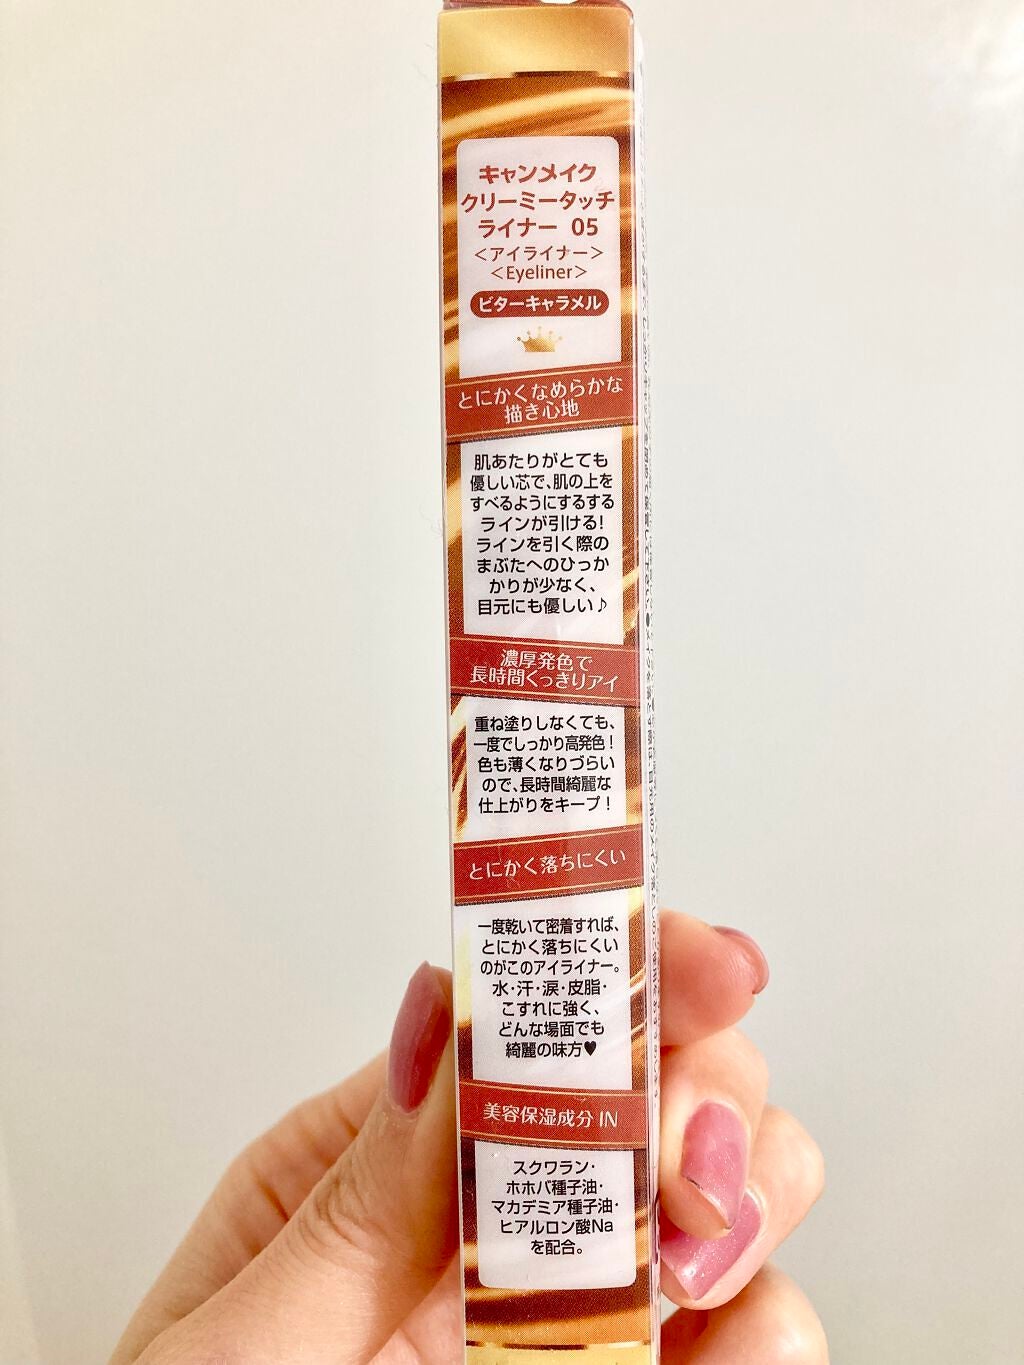 キャンメイク
クリーミータッチ
ライナー 05
＜アイライナー＞
＜Eyeliner＞
ビターキャラメル
とにかくなめらかな
描き心地
肌あたりがとても
優しい芯で、肌の上を
すべるようにするする
ラインが引ける!
ラインを引く際の
まぶたへのひっか
かりが少なく、
目元にも優しい♪
濃厚発色で
長時間くっきりアイ
重ね塗りしなくても、
一度でしっかり高発色!
色も薄くなりづらい
ので、長時間綺麗な
仕上がりをキープ!
とにかく落ちにくい
一度乾いて密着すれば、
とにかく落ちにくい
のがこのアイライナー。
水・汗・涙・皮脂・
こすれに強く、
どんな場面でも
綺麗の味方♥
美容保湿成分 IN
スクワラン・
ホホバ種子油・
マカデミア種子油・
ヒアルロン酸Na
を配合。